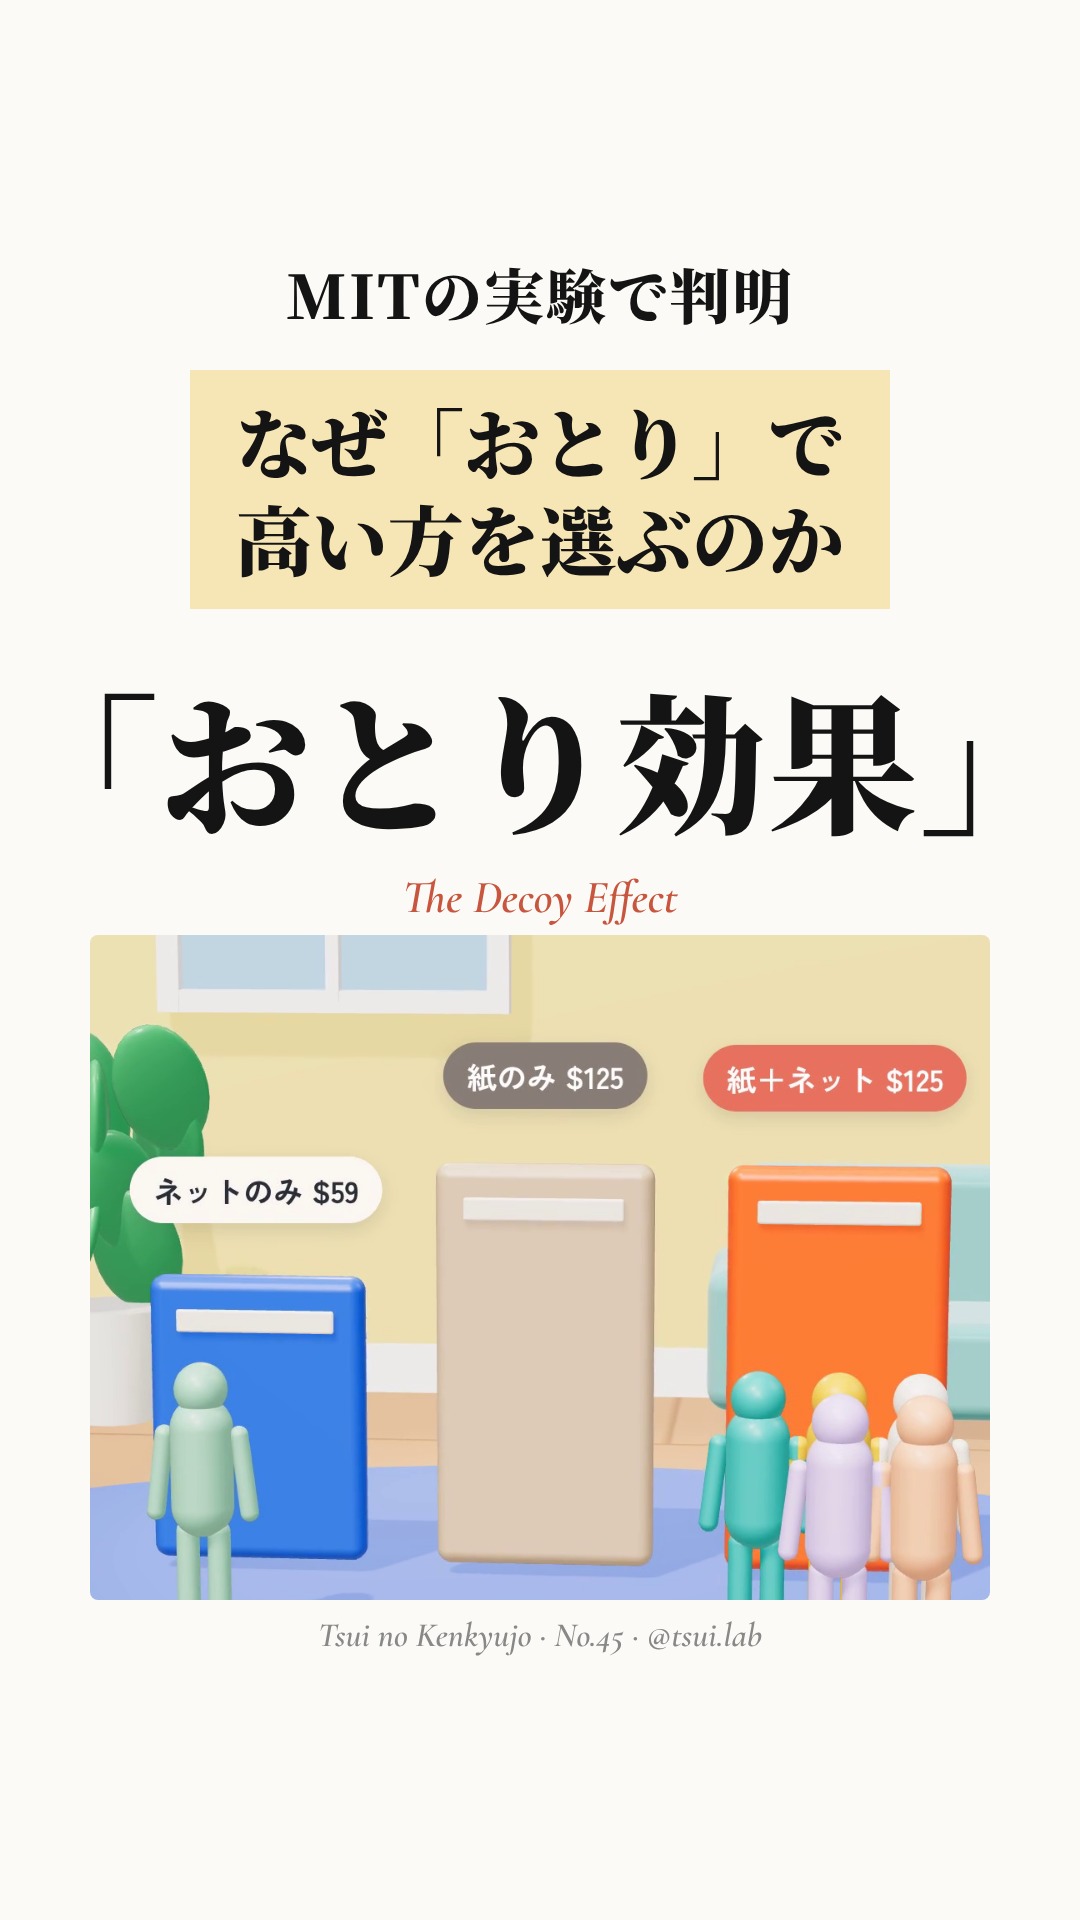 MITの実験で判明
なぜ「おとり」で
高い方を選ぶのか
「おとり効果」
The Decoy Effect
紙のみ $125
紙＋ネット $125
ネットのみ $59
Tsui no Kenkyujo · No.45 · @tsui.lab